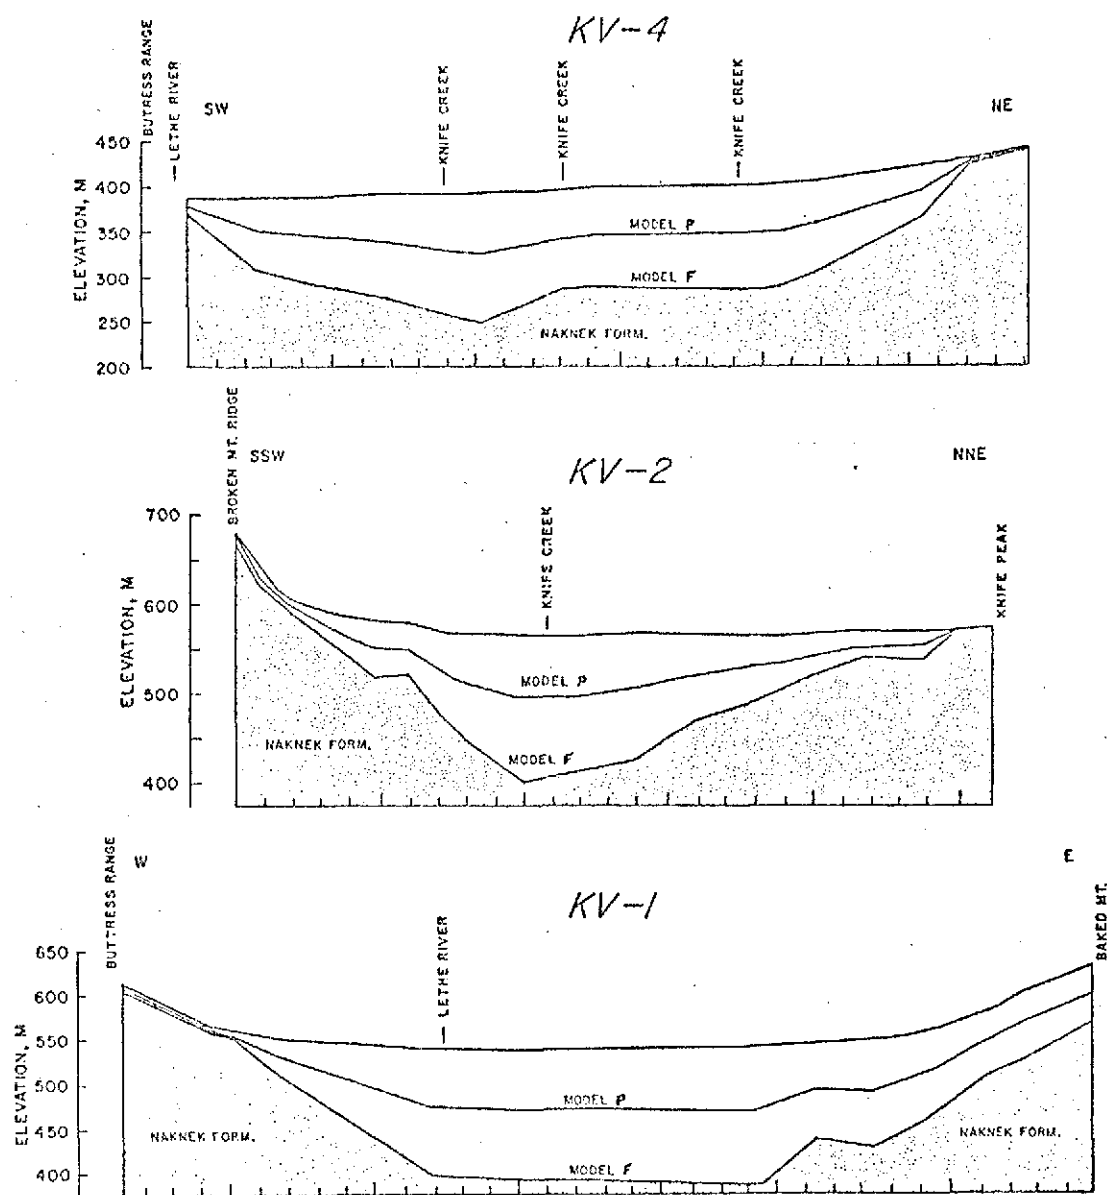 KV-4
BUTRESS RANGE
LETHE RIVER
SW
KNIFE CREEK
KNIFE CREEK
KNIFE CREEK
NE
ELEVATION, M
450
400
350
300
250
200
MODEL P
MODEL F
NAKNEK FORM.
KV-2
BROKEN MT. RIDGE
SSW
KNIFE CREEK
NNE
KNIFE PEAK
ELEVATION, M
700
600
500
400
MODEL P
MODEL F
NAKNEK FORM.
KV-1
BUTTRESS RANGE
W
LETHE RIVER
E
BAKED MT.
ELEVATION, M
650
600
550
500
450
400
MODEL P
MODEL F
NAKNEK FORM.
NAKNEK FORM.